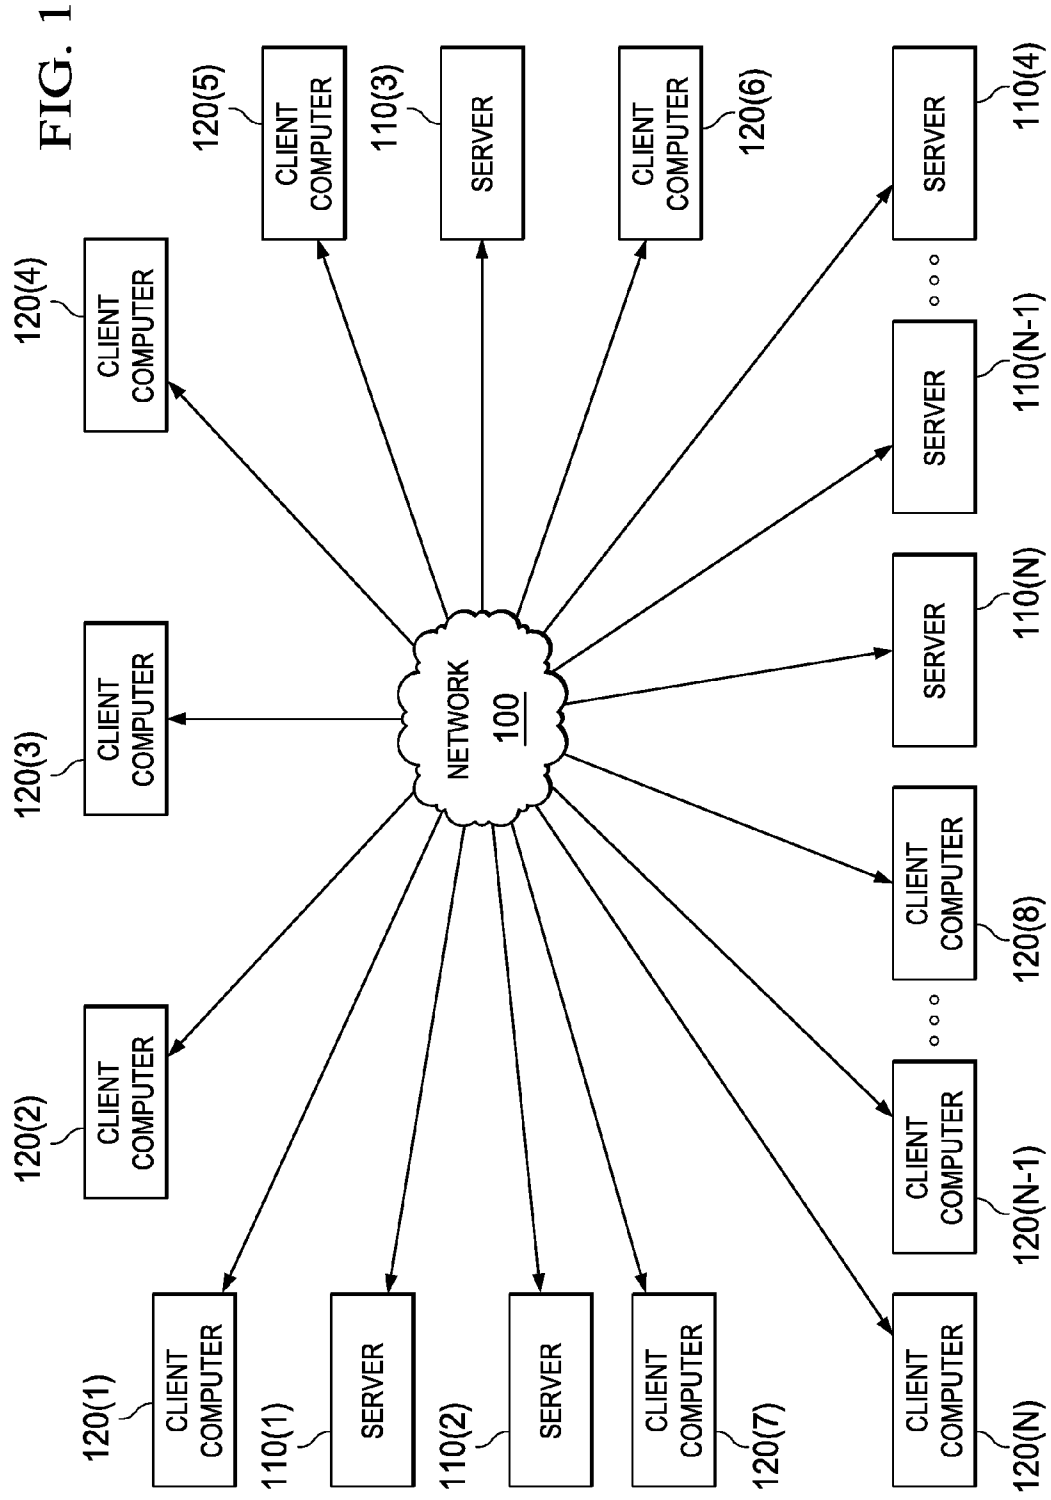 FIG. 1
120(2)
CLIENT
COMPUTER
120(3)
CLIENT
COMPUTER
120(4)
CLIENT
COMPUTER
120(1)
CLIENT
COMPUTER
120(5)
CLIENT
COMPUTER
110(1)
SERVER
110(3)
SERVER
NETWORK
100
110(2)
SERVER
CLIENT
COMPUTER
120(6)
CLIENT
COMPUTER
120(7)
CLIENT
COMPUTER
120(N)
CLIENT
COMPUTER
120(N-1)
CLIENT
COMPUTER
120(8)
SERVER
110(N)
SERVER
110(N-1)
SERVER
110(4)